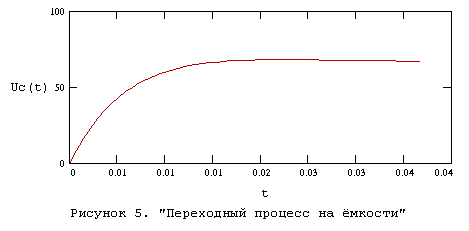 100
Uc(t)
50
0
0 0.01 0.01 0.01 0.02 0.02 0.03 0.04 0.04
t
Рисунок 5. "Переходный процесс на ёмкости"